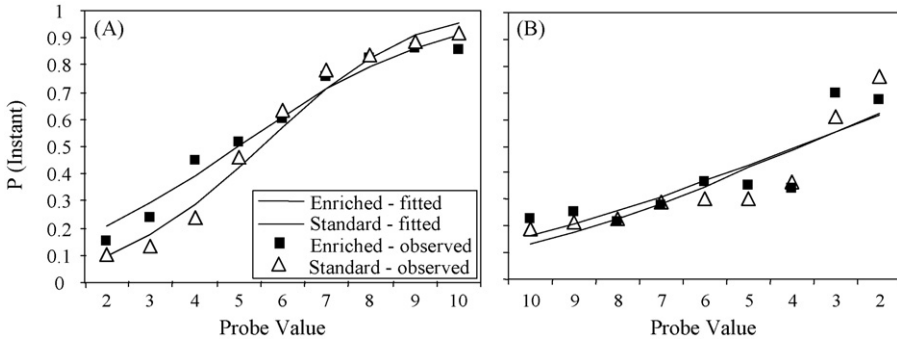 (A)
(B)
P (Instant)
1
0.9
0.8
0.7
0.6
0.5
0.4
0.3
0.2
0.1
0
Enriched - fitted
Standard - fitted
Enriched - observed
Standard - observed
2 3 4 5 6 7 8 9 10
10 9 8 7 6 5 4 3 2
Probe Value
Probe Value